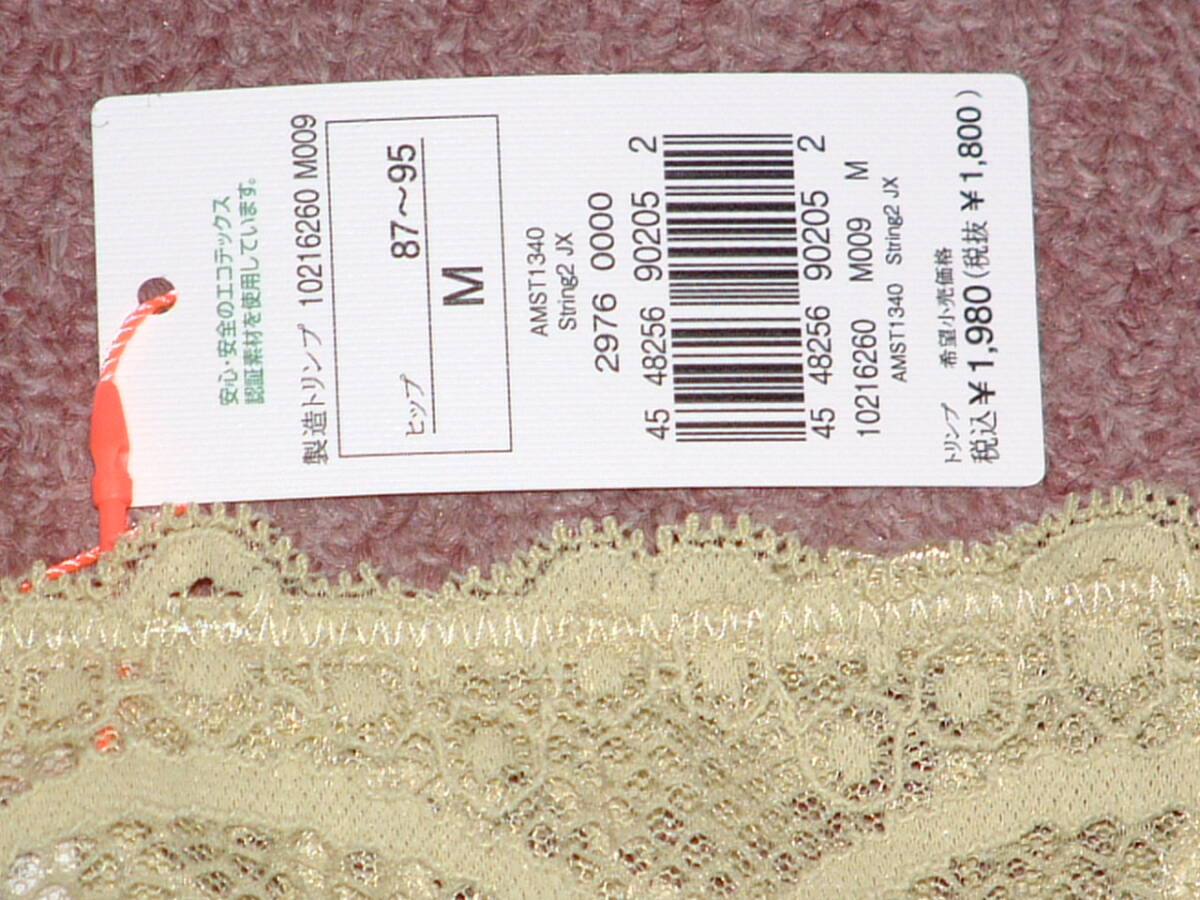 安心・安全のエコテックス
認証素材を使用しています。
製造トリンプ 10216260 M009
ヒップ 87～95
M
AMST1340
String2 JX
2976 0000
45 48256 90205 2
45 48256 90205 2
10216260 M009 M
AMST1340 String2 JX
トリンプ 希望小売価格
税込¥1,980(税抜¥1,800)